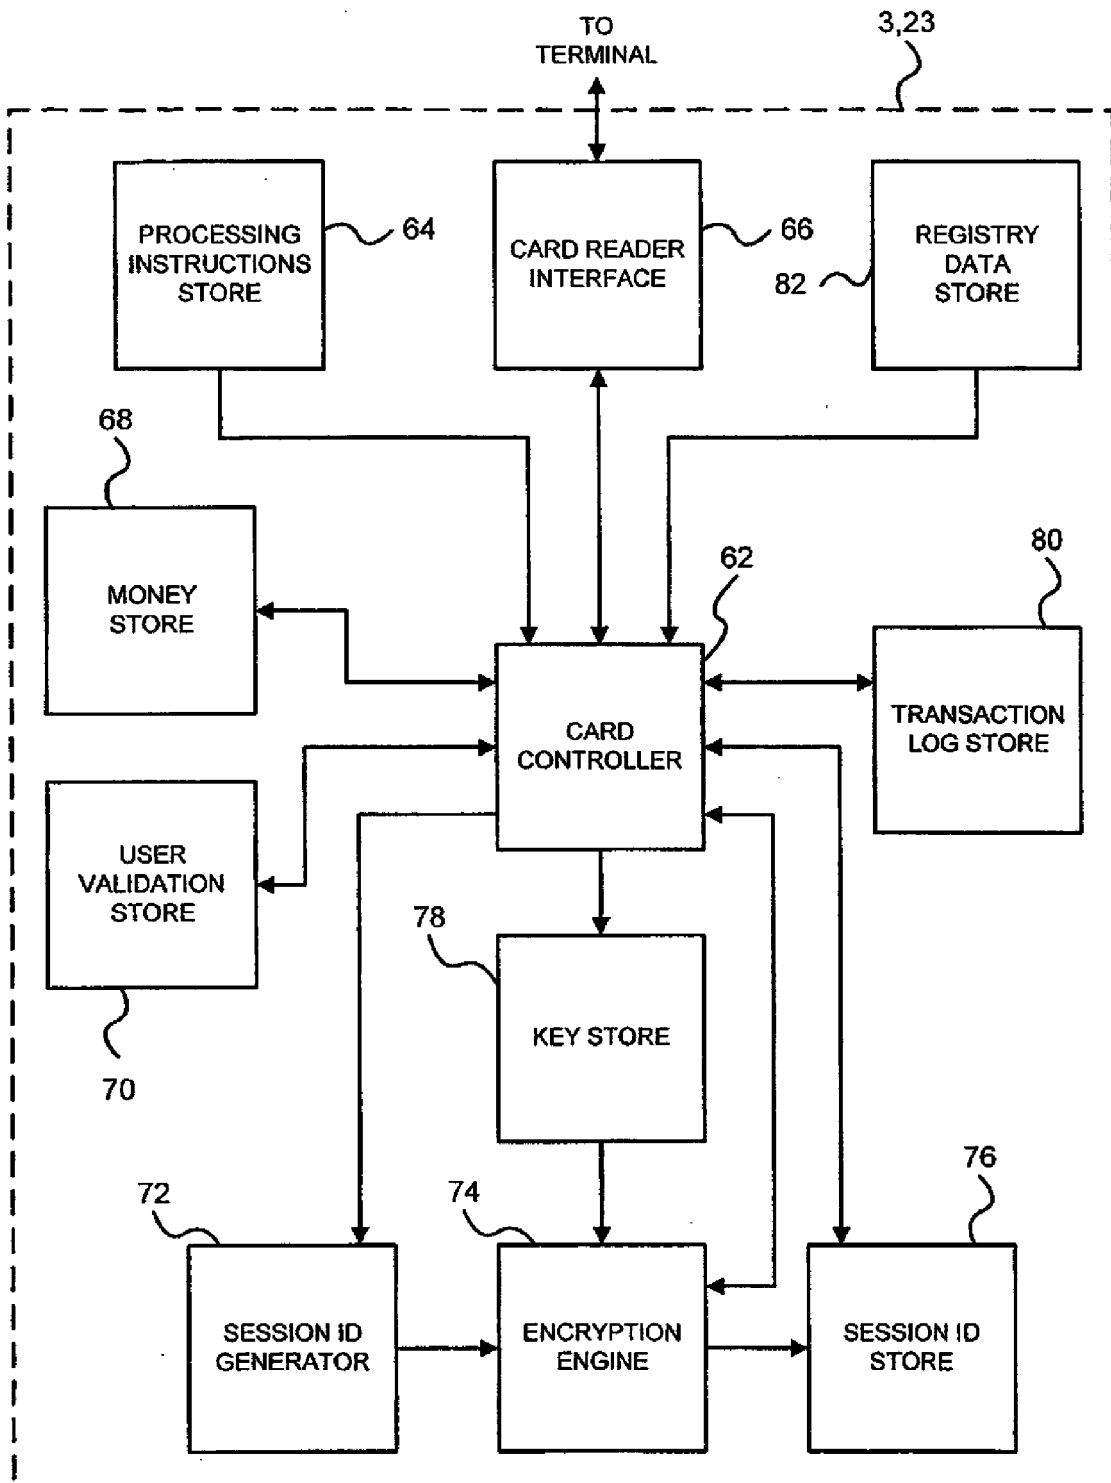 TO
TERMINAL
3,23
PROCESSING
INSTRUCTIONS
STORE
64
CARD READER
INTERFACE
66
REGISTRY
DATA
STORE
82
68
MONEY
STORE
62
80
CARD
CONTROLLER
TRANSACTION
LOG STORE
USER
VALIDATION
STORE
70
78
KEY STORE
72
74
76
SESSION ID
GENERATOR
ENCRYPTION
ENGINE
SESSION ID
STORE